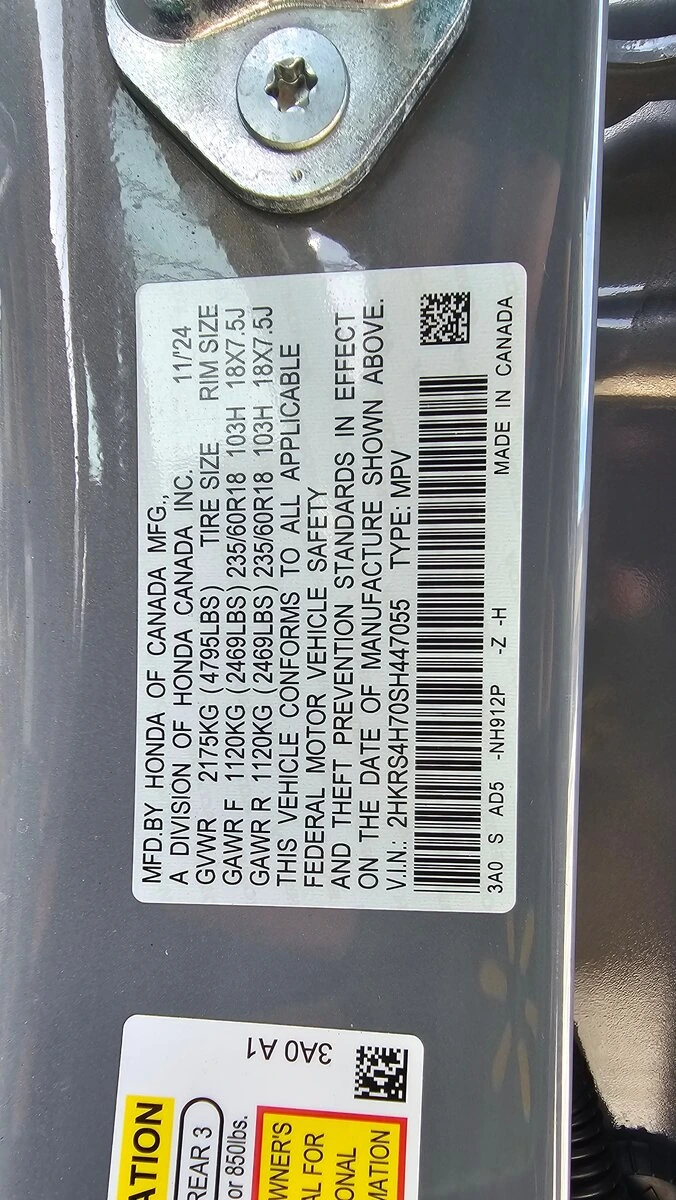 MFD.BY HONDA OF CANADA MFG.,
A DIVISION OF HONDA CANADA INC. 11/'24
GVWR 2175KG (4795LBS) TIRE SIZE RIM SIZE
GAWR F 1120KG (2469LBS) 235/60R18 103H 18X7.5J
GAWR R 1120KG (2469LBS) 235/60R18 103H 18X7.5J
THIS VEHICLE CONFORMS TO ALL APPLICABLE
FEDERAL MOTOR VEHICLE SAFETY
AND THEFT PREVENTION STANDARDS IN EFFECT
ON THE DATE OF MANUFACTURE SHOWN ABOVE.
V.I.N.: 2HKRS4H70SH447055 TYPE: MPV
3A0 S AD5 -NH912P -Z -H MADE IN CANADA
3A0 A1
ATION
REAR 3
or 850lbs.
WNER'S
AL FOR
ONAL
MATION